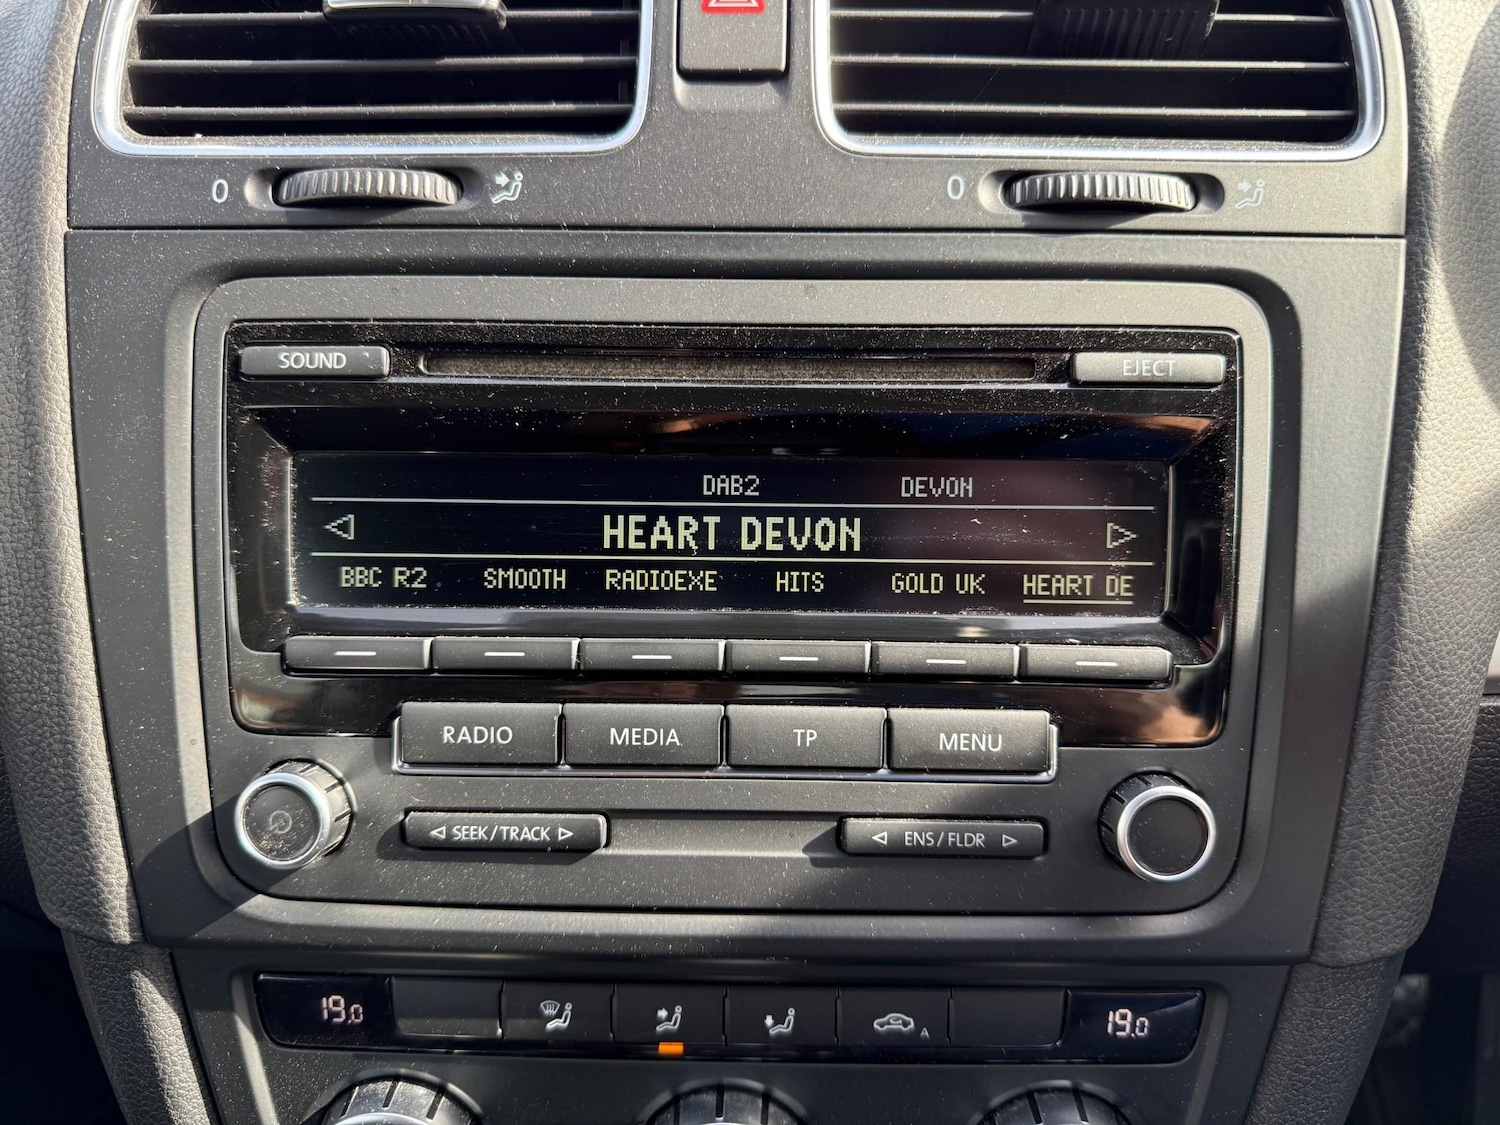 0 0
SOUND EJECT
DAB2 DEVON
HEART DEVON
BBC R2 SMOOTH RADIOEXE HITS GOLD UK HEART DE
RADIO MEDIA TP MENU
SEEK/TRACK ENS/FLDR
19.0 A 19.0